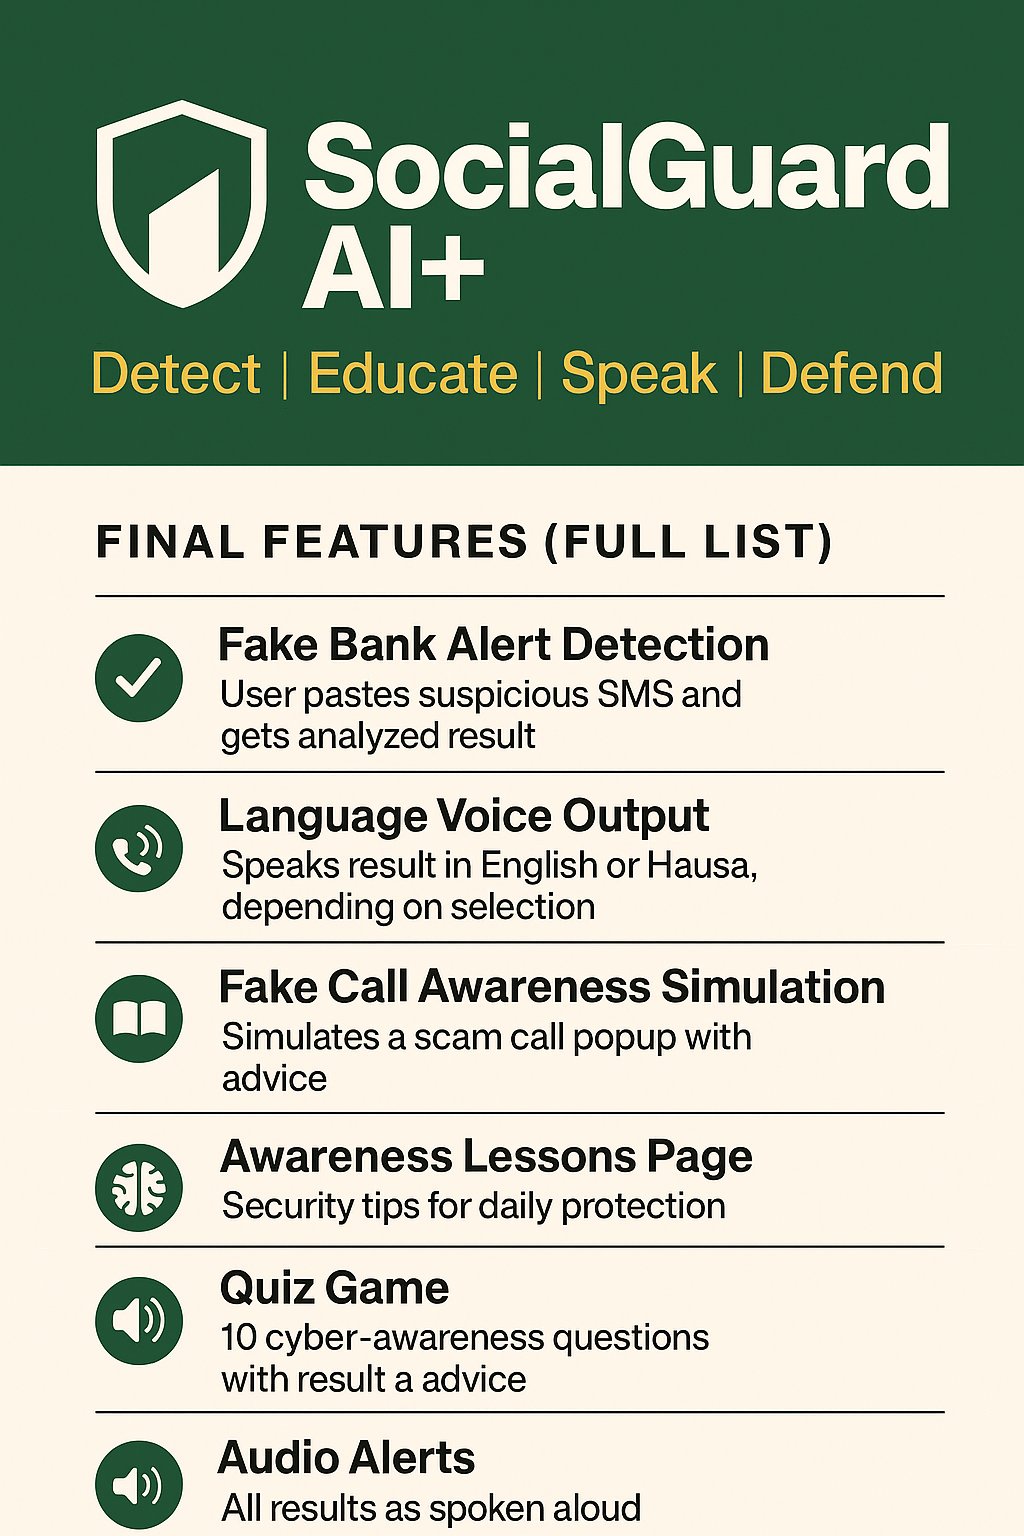 SocialGuard
AI+
Detect | Educate | Speak | Defend
FINAL FEATURES (FULL LIST)
Fake Bank Alert Detection
User pastes suspicious SMS and
gets analyzed result
Language Voice Output
Speaks result in English or Hausa,
depending on selection
Fake Call Awareness Simulation
Simulates a scam call popup with
advice
Awareness Lessons Page
Security tips for daily protection
Quiz Game
10 cyber-awareness questions
with result a advice
Audio Alerts
All results as spoken aloud